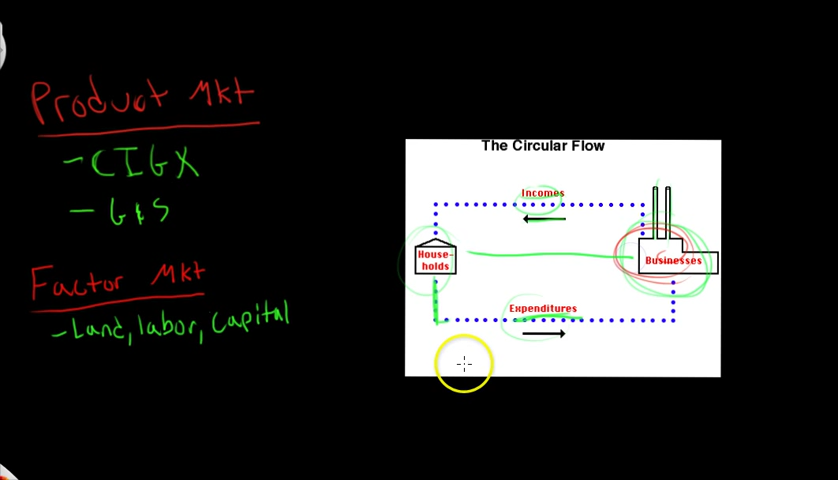 Product Mkt
- CIGX
- G&S
Factor Mkt
- Land, labor, capital
The Circular Flow
Incomes
House-
holds
Businesses
Expenditures